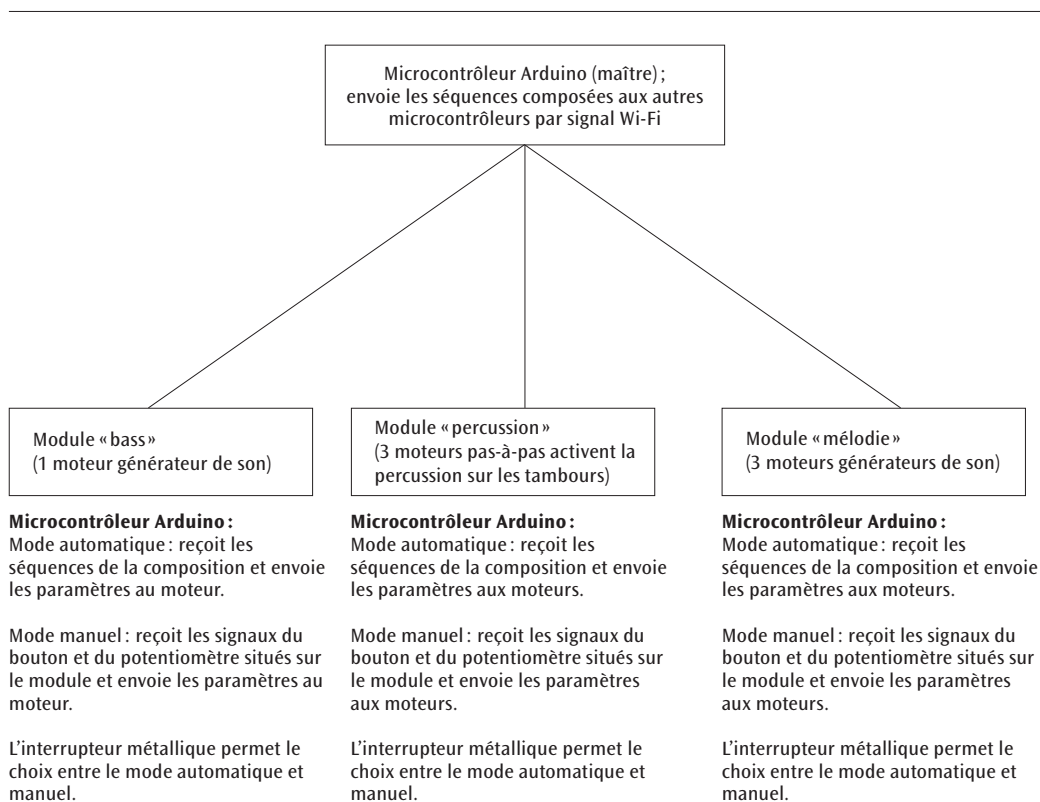 Microcontrôleur Arduino (maître) ;
envoie les séquences composées aux autres
microcontrôleurs par signal Wi-Fi
Module « bass »
(1 moteur générateur de son)
Microcontrôleur Arduino :
Mode automatique : reçoit les
séquences de la composition et envoie
les paramètres au moteur.
Mode manuel : reçoit les signaux du
bouton et du potentiomètre situés sur
le module et envoie les paramètres au
moteur.
L’interrupteur métallique permet le
choix entre le mode automatique et
manuel.
Module « percussion »
(3 moteurs pas-à-pas activent la
percussion sur les tambours)
Microcontrôleur Arduino :
Mode automatique : reçoit les
séquences de la composition et envoie
les paramètres aux moteurs.
Mode manuel : reçoit les signaux du
bouton et du potentiomètre situés sur
le module et envoie les paramètres
aux moteurs.
L’interrupteur métallique permet le
choix entre le mode automatique et
manuel.
Module « mélodie »
(3 moteurs générateurs de son)
Microcontrôleur Arduino :
Mode automatique : reçoit les
séquences de la composition et envoie
les paramètres aux moteurs.
Mode manuel : reçoit les signaux du
bouton et du potentiomètre situés sur
le module et envoie les paramètres
aux moteurs.
L’interrupteur métallique permet le
choix entre le mode automatique et
manuel.